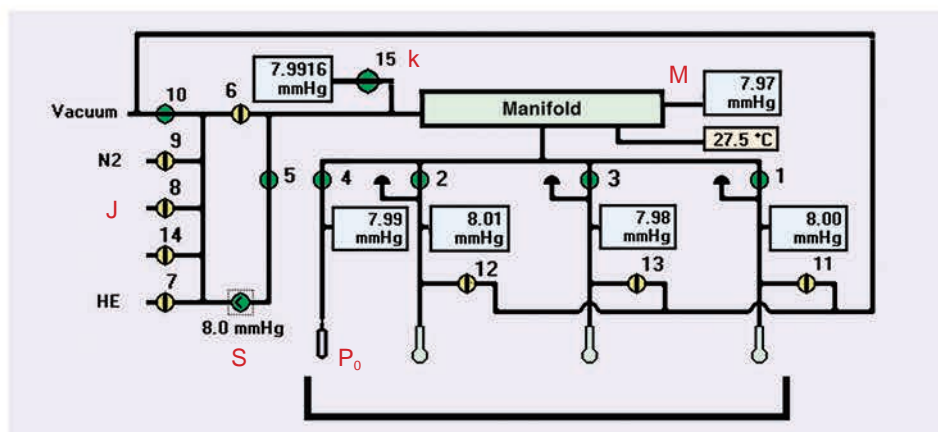 15 k
7.9916
mmHg
M
7.97
mmHg
10
6
Vacuum
Manifold
9
N2
27.5 °C
5
4
2
3
1
8
J
7.99
mmHg
8.01
mmHg
7.98
mmHg
8.00
mmHg
14
12
13
11
7
HE
8.0 mmHg
S
P₀